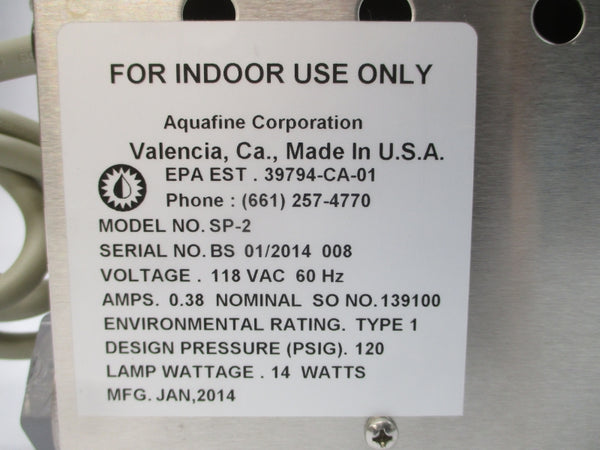 FOR INDOOR USE ONLY
Aquafine Corporation
Valencia, Ca., Made In U.S.A.
EPA EST . 39794-CA-01
Phone : (661) 257-4770
MODEL NO. SP-2
SERIAL NO. BS 01/2014 008
VOLTAGE . 118 VAC 60 Hz
AMPS. 0.38 NOMINAL SO NO. 139100
ENVIRONMENTAL RATING. TYPE 1
DESIGN PRESSURE (PSIG). 120
LAMP WATTAGE . 14 WATTS
MFG. JAN,2014